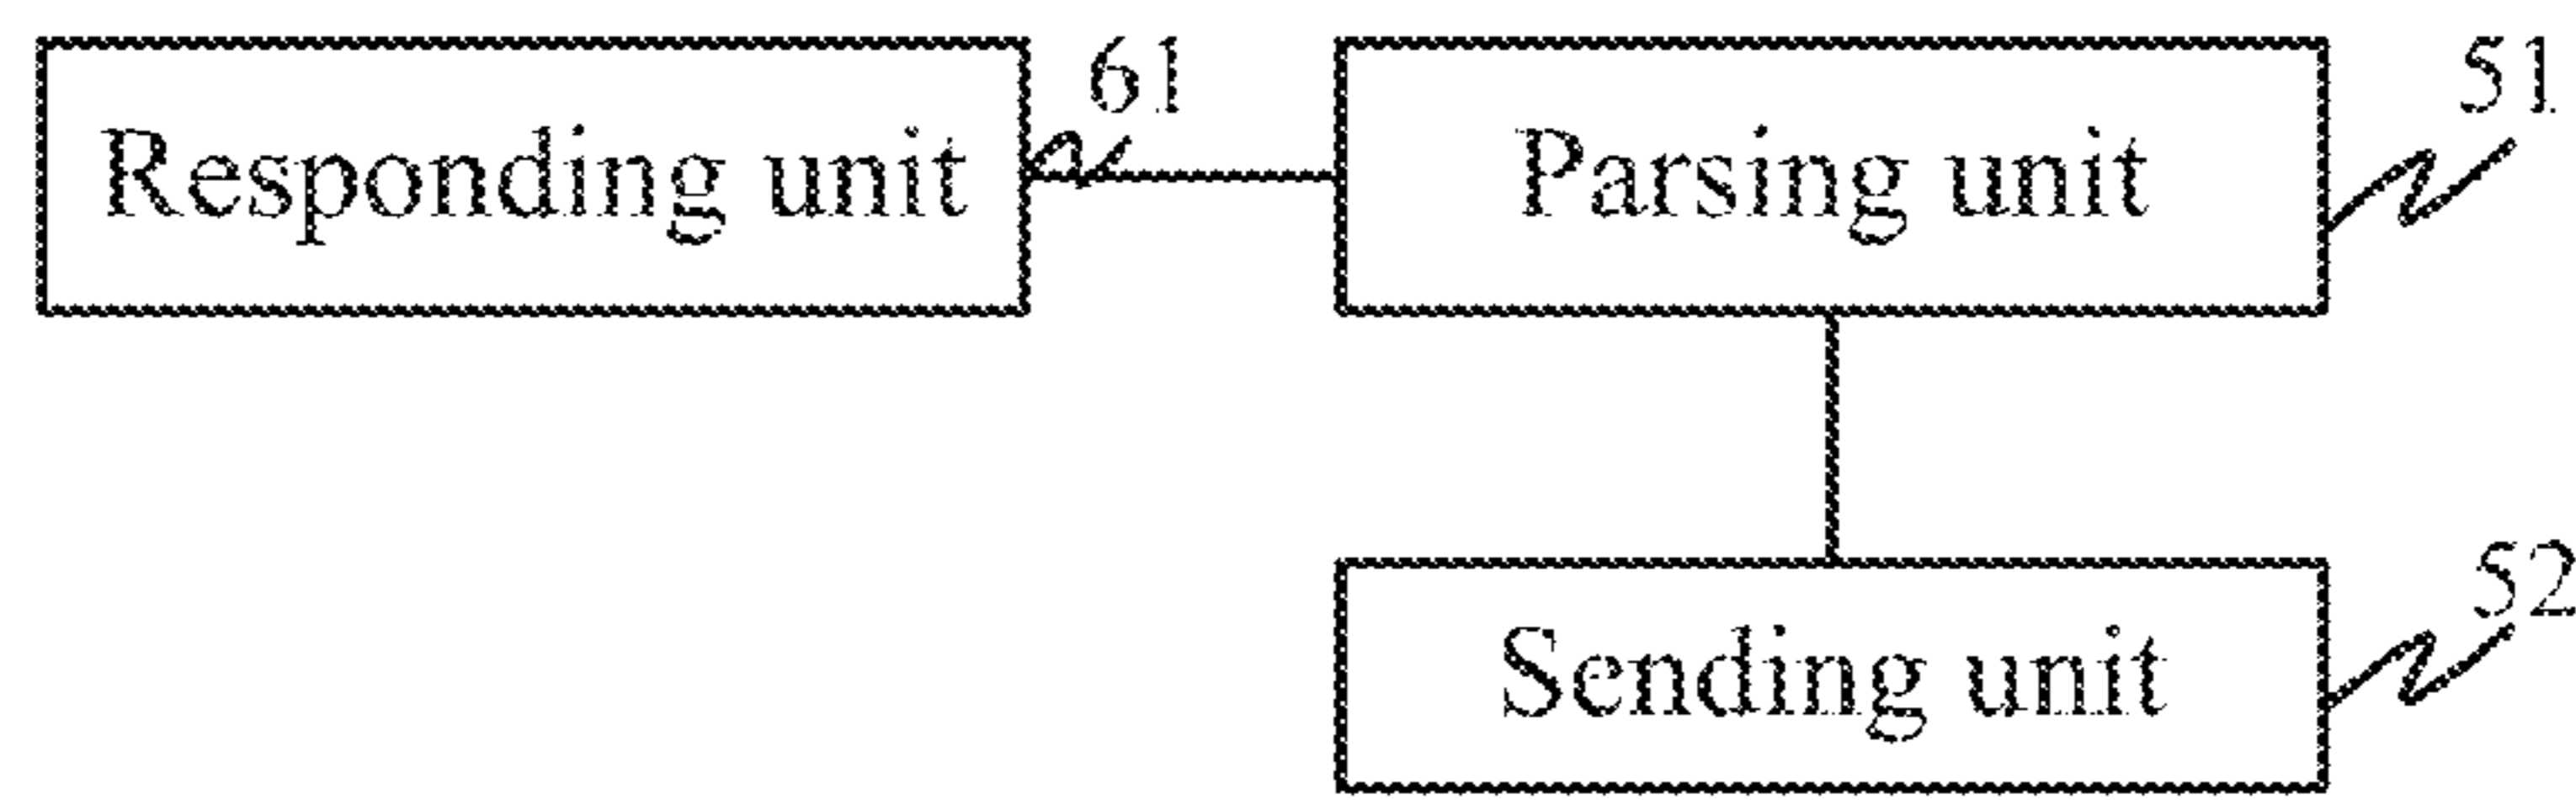 Responding unit
61
Parsing unit
51
Sending unit
52